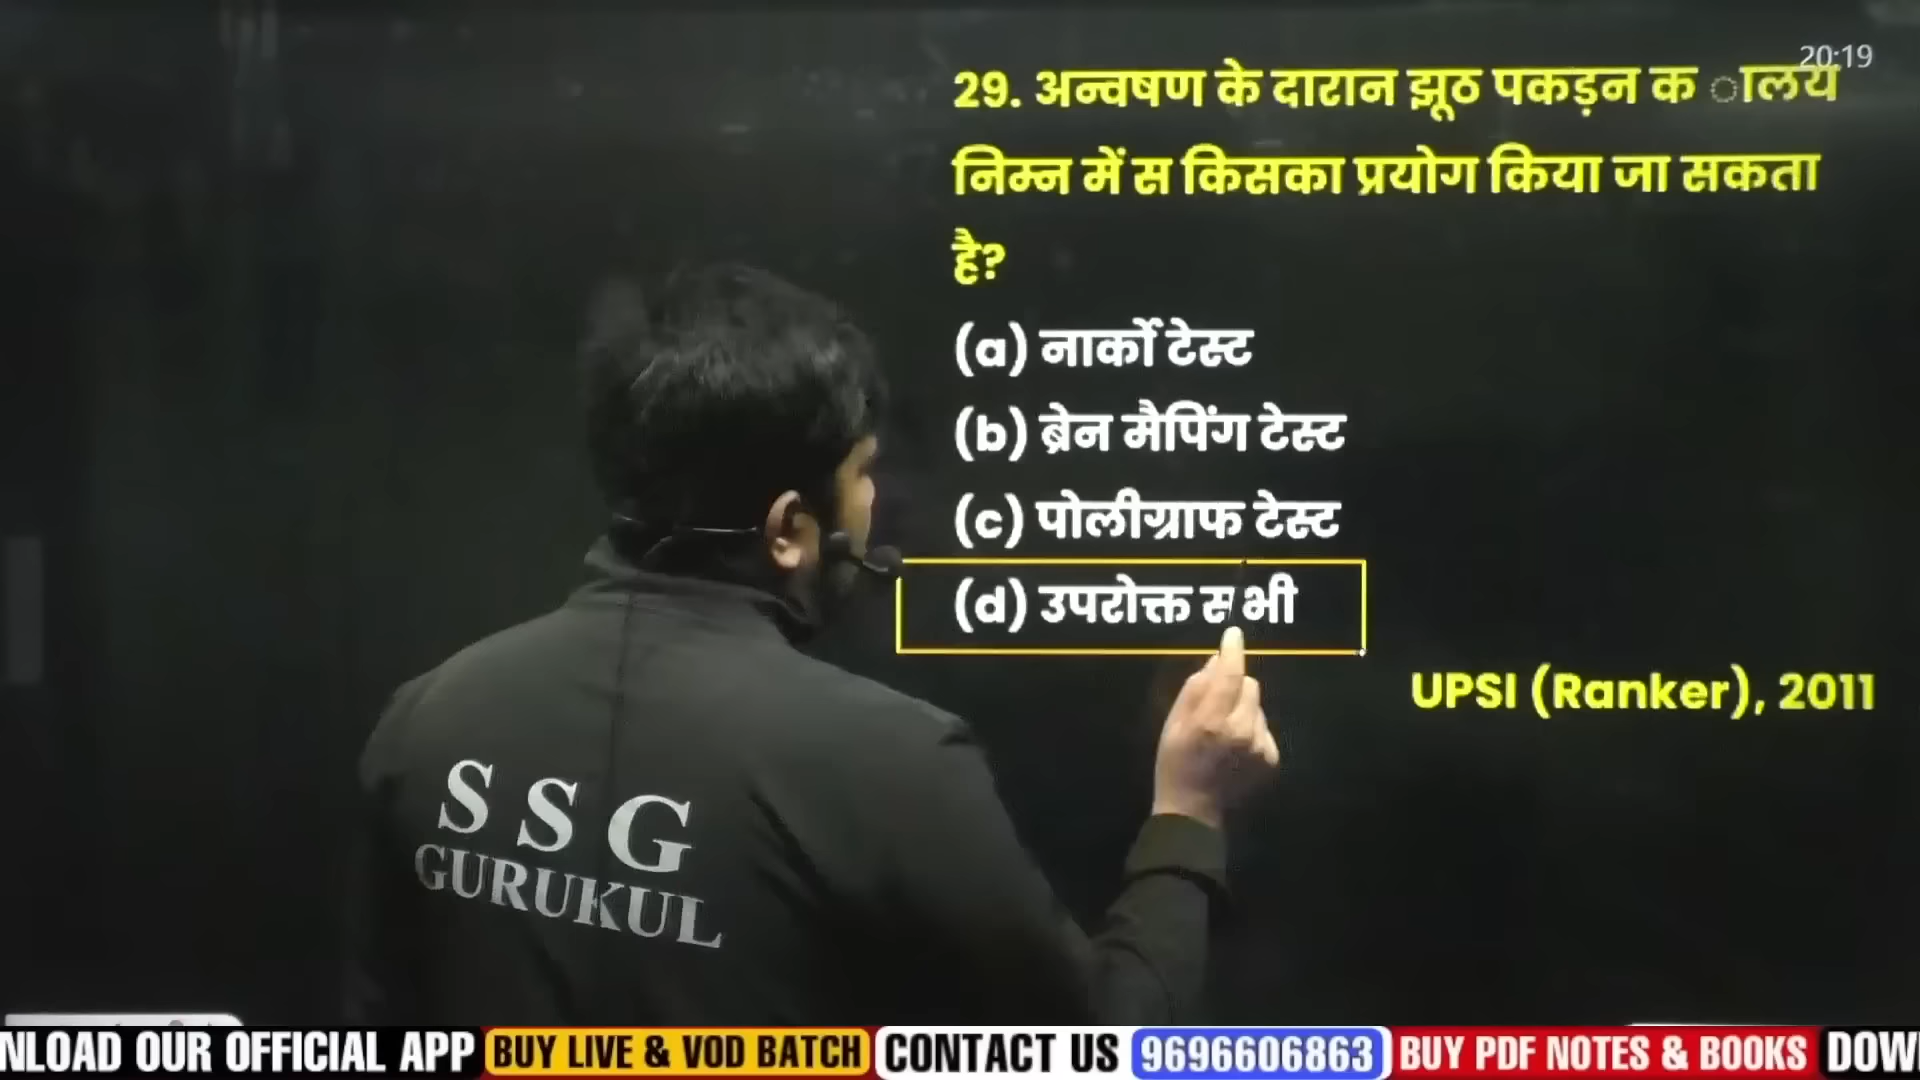 20:19
29. अन्वषण के दारान झूठ पकड़न क ालय
निम्न में स किसका प्रयोग किया जा सकता
है?
(a) नार्को टेस्ट
(b) ब्रेन मैपिंग टेस्ट
(c) पोलीग्राफ टेस्ट
(d) उपरोक्त सभी
UPSI (Ranker), 2011
S S G
GURUKUL
NLOAD OUR OFFICIAL APP BUY LIVE & VOD BATCH CONTACT US 9696606863 BUY PDF NOTES & BOOKS DOW